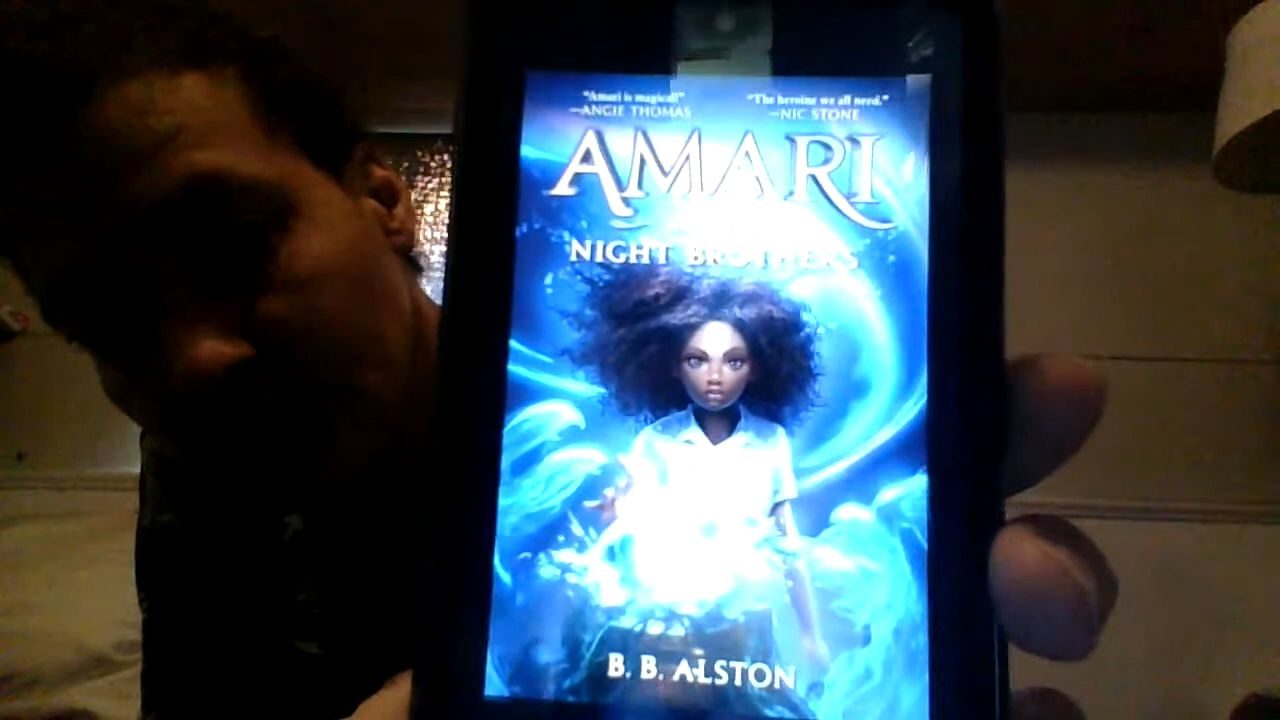 "Amari is magical!"
—ANGIE THOMAS
"The heroine we all need."
—NIC STONE
AMARI
NIGHT BROTHERS
B. B. ALSTON